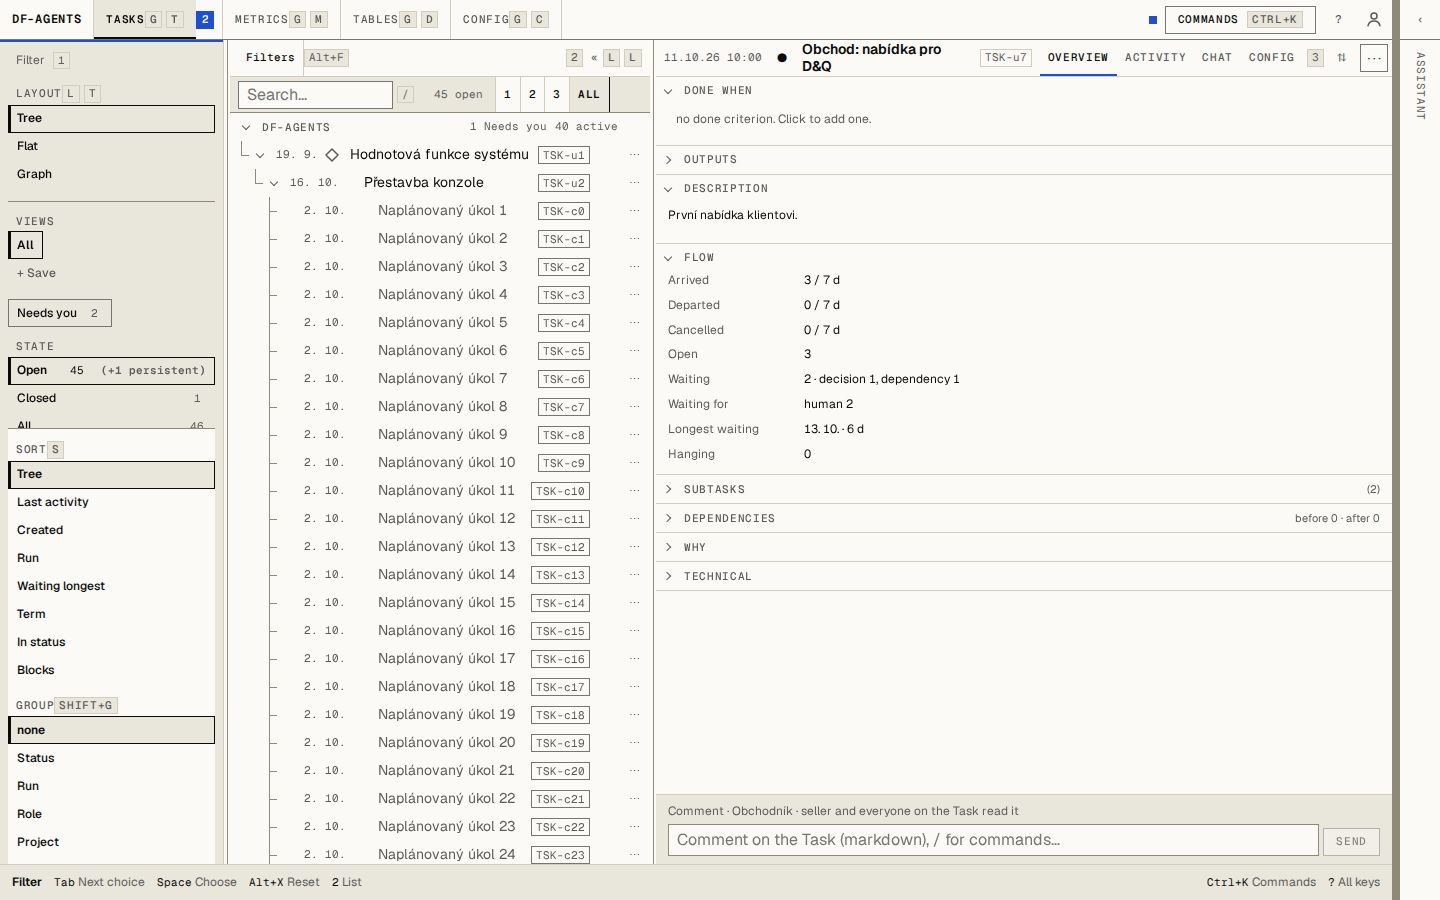 DF-AGENTS TASKS G T 2 METRICS G M TABLES G D CONFIG G C COMMANDS CTRL+K ? ‹
Filter 1
LAYOUT L T
Tree
Flat
Graph
VIEWS
All
+ Save
Needs you 2
STATE
Open 45 (+1 persistent)
Closed 1
All 46
SORT S
Tree
Last activity
Created
Run
Waiting longest
Term
In status
Blocks
GROUP SHIFT+G
none
Status
Run
Role
Project
Filters Alt+F 2 « L L
Search... / 45 open 1 2 3 ALL
DF-AGENTS 1 Needs you 40 active
19. 9. Hodnotová funkce systému TSK-u1 ...
16. 10. Přestavba konzole TSK-u2 ...
2. 10. Naplánovaný úkol 1 TSK-c0 ...
2. 10. Naplánovaný úkol 2 TSK-c1 ...
2. 10. Naplánovaný úkol 3 TSK-c2 ...
2. 10. Naplánovaný úkol 4 TSK-c3 ...
2. 10. Naplánovaný úkol 5 TSK-c4 ...
2. 10. Naplánovaný úkol 6 TSK-c5 ...
2. 10. Naplánovaný úkol 7 TSK-c6 ...
2. 10. Naplánovaný úkol 8 TSK-c7 ...
2. 10. Naplánovaný úkol 9 TSK-c8 ...
2. 10. Naplánovaný úkol 10 TSK-c9 ...
2. 10. Naplánovaný úkol 11 TSK-c10 ...
2. 10. Naplánovaný úkol 12 TSK-c11 ...
2. 10. Naplánovaný úkol 13 TSK-c12 ...
2. 10. Naplánovaný úkol 14 TSK-c13 ...
2. 10. Naplánovaný úkol 15 TSK-c14 ...
2. 10. Naplánovaný úkol 16 TSK-c15 ...
2. 10. Naplánovaný úkol 17 TSK-c16 ...
2. 10. Naplánovaný úkol 18 TSK-c17 ...
2. 10. Naplánovaný úkol 19 TSK-c18 ...
2. 10. Naplánovaný úkol 20 TSK-c19 ...
2. 10. Naplánovaný úkol 21 TSK-c20 ...
2. 10. Naplánovaný úkol 22 TSK-c21 ...
2. 10. Naplánovaný úkol 23 TSK-c22 ...
2. 10. Naplánovaný úkol 24 TSK-c23 ...
11.10.26 10:00 ● Obchod: nabídka pro
D&Q
TSK-u7 OVERVIEW ACTIVITY CHAT CONFIG 3 ⇅ ...
DONE WHEN
no done criterion. Click to add one.
OUTPUTS
DESCRIPTION
První nabídka klientovi.
FLOW
Arrived 3 / 7 d
Departed 0 / 7 d
Cancelled 0 / 7 d
Open 3
Waiting 2 · decision 1, dependency 1
Waiting for human 2
Longest waiting 13. 10. · 6 d
Hanging 0
SUBTASKS (2)
DEPENDENCIES before 0 · after 0
WHY
TECHNICAL
Comment · Obchodník · seller and everyone on the Task read it
Comment on the Task (markdown), / for commands... SEND
ASSISTANT
Filter Tab Next choice Space Choose Alt+X Reset 2 List Ctrl+K Commands ? All keys